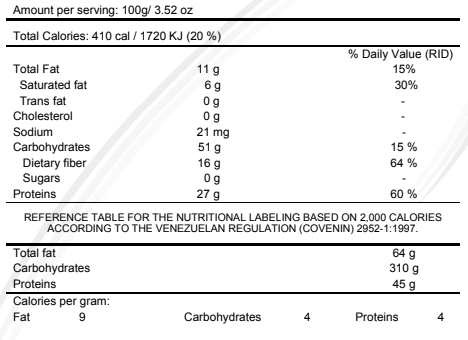 Amount per serving: 100g/ 3.52 oz
Total Calories: 410 cal / 1720 KJ (20 %)
% Daily Value (RID)
Total Fat 11 g 15%
Saturated fat 6 g 30%
Trans fat 0 g -
Cholesterol 0 g -
Sodium 21 mg -
Carbohydrates 51 g 15 %
Dietary fiber 16 g 64 %
Sugars 0 g -
Proteins 27 g 60 %
REFERENCE TABLE FOR THE NUTRITIONAL LABELING BASED ON 2,000 CALORIES
ACCORDING TO THE VENEZUELAN REGULATION (COVENIN) 2952-1:1997.
Total fat 64 g
Carbohydrates 310 g
Proteins 45 g
Calories per gram:
Fat 9 Carbohydrates 4 Proteins 4